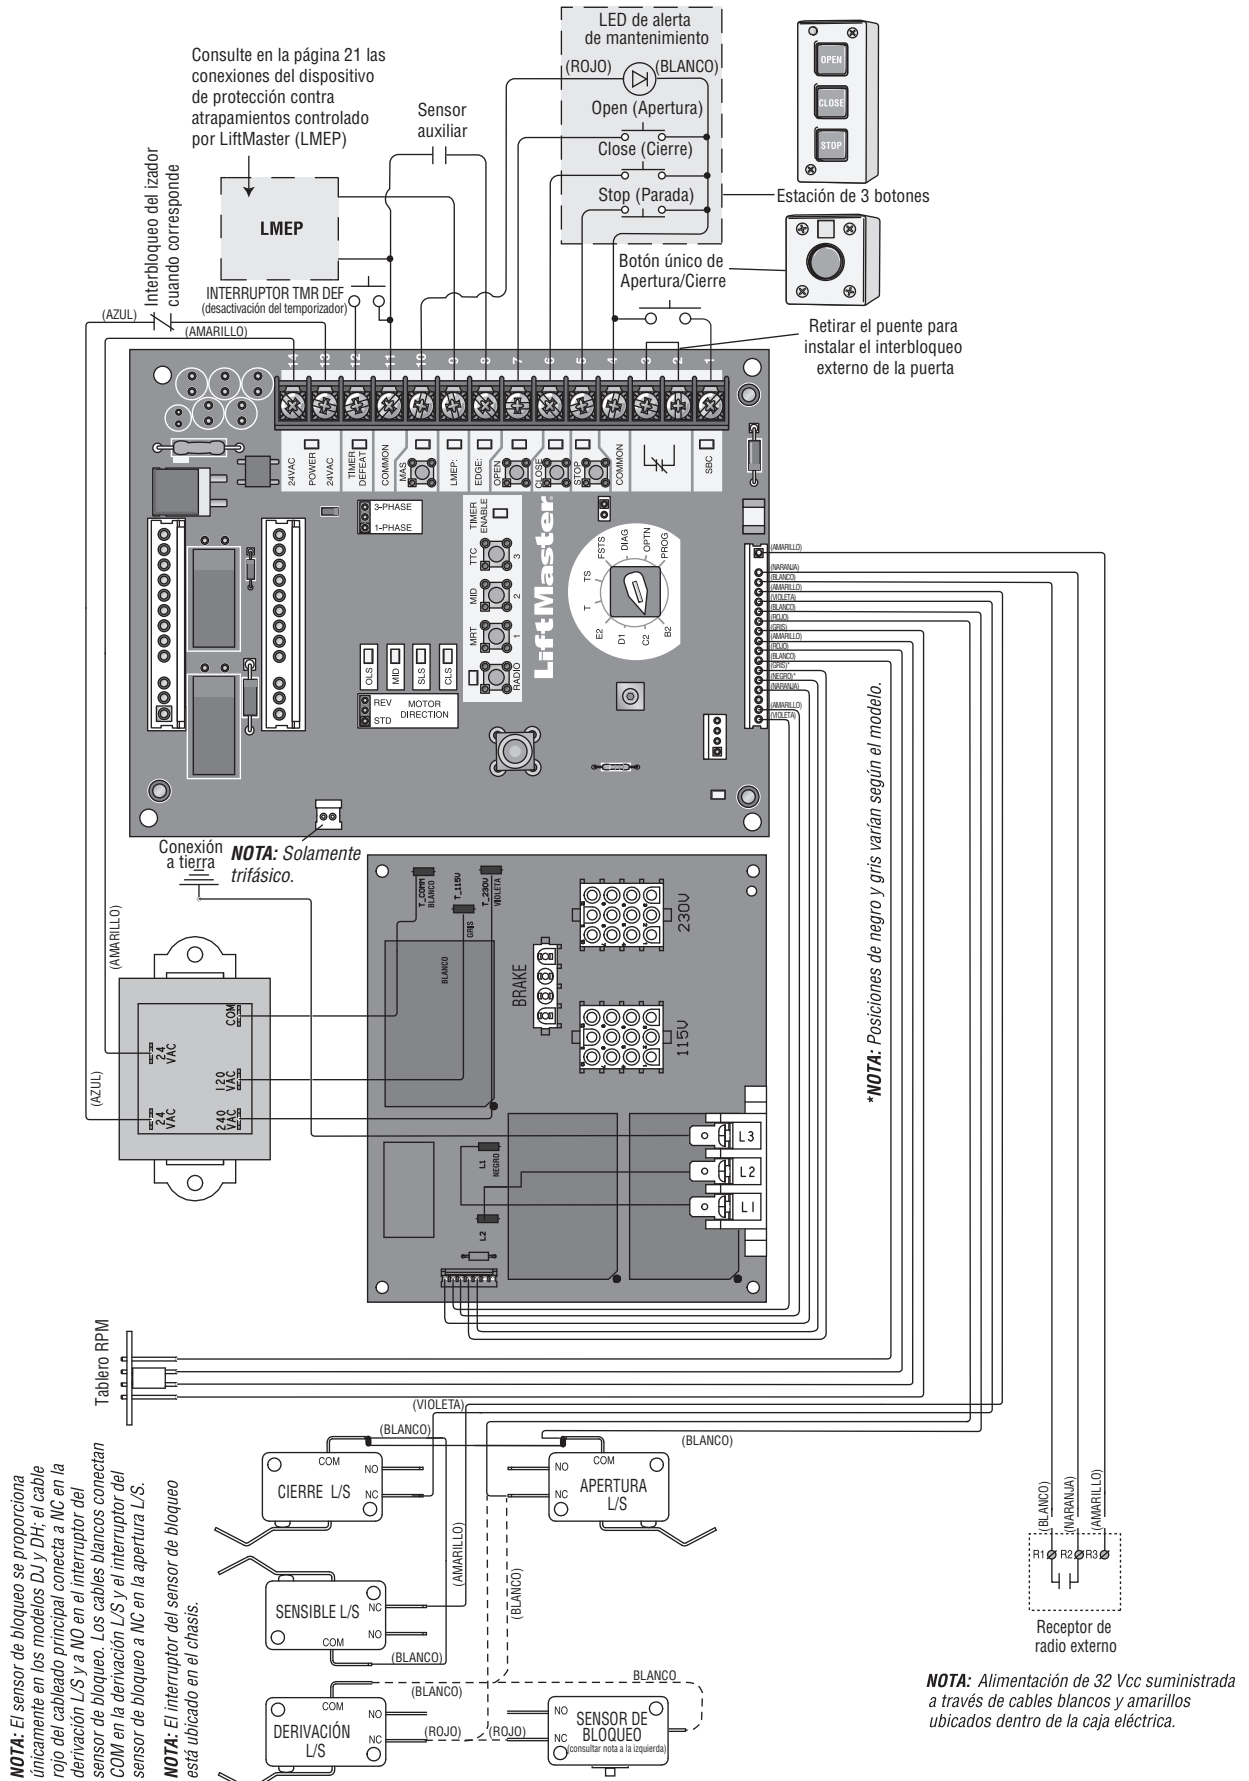 LED de alerta
de mantenimiento
(ROJO)
(BLANCO)
Open (Apertura)
Close (Cierre)
Stop (Parada)
OPEN
CLOSE
STOP
Estación de 3 botones
Consulte en la página 21 las
conexiones del dispositivo
de protección contra
atrapamientos controlado
por LiftMaster (LMEP)
Sensor
auxiliar
LMEP
Interbloqueo del izador
cuando corresponde
INTERRUPTOR TMR DEF
(desactivación del temporizador)
Botón único de
Apertura/Cierre
(AZUL)
(AMARILLO)
Retirar el puente para
instalar el interbloqueo
externo de la puerta
14
13
12
11
10
9
8
7
6
5
4
3
2
1
24VAC
POWER
24VAC
TIMER
DEFEAT
COMMON
MAS
LMEP:
EDGE:
OPEN
CLOSE
STOP
COMMON
SBC
3-PHASE
1-PHASE
TIMER
ENABLE
TTC
3
MID
2
MRT
1
RADIO
LiftMaster
PROG
OPTN
DIAG
FSTS
TS
T
E2
D1
C2
B2
OLS
MID
SLS
CLS
REV
STD
MOTOR
DIRECTION
(AMARILLO)
(NARANJA)
(BLANCO)
(AMARILLO)
(VIOLETA)
(BLANCO)
(ROJO)
(GRIS)
(AMARILLO)
(ROJO)
(BLANCO)
(GRIS)*
(NEGRO)*
(NARANJA)
(AMARILLO)
(VIOLETA)
*NOTA: Posiciones de negro y gris varían según el modelo.
Conexión
a tierra
NOTA: Solamente
trifásico.
(AMARILLO)
(AZUL)
COM
24
VAC
120
VAC
24
VAC
240
VAC
T_COMM
BLANCO
T_115V
GRIS
T_230V
VIOLETA
BLANCO
BRAKE
230V
115V
L3
L2
L1
L1
NEGRO
L2
Tablero RPM
(VIOLETA)
(BLANCO)
(BLANCO)
COM
NO
NC
CIERRE L/S
COM
NO
NC
APERTURA
L/S
(AMARILLO)
(BLANCO)
SENSIBLE L/S
NC
NO
COM
(BLANCO)
(BLANCO)
BLANCO
COM
NO
NC
DERIVACIÓN
L/S
(ROJO)
(ROJO)
NO
NC
SENSOR DE
BLOQUEO
(consultar nota a la izquierda)
NOTA: El sensor de bloqueo se proporciona
únicamente en los modelos DJ y DH; el cable
rojo del cableado principal conecta a NC en la
derivación L/S y a NO en el interruptor del
sensor de bloqueo. Los cables blancos conectan
COM en la derivación L/S y el interruptor del
sensor de bloqueo a NC en la apertura L/S.
NOTA: El interruptor del sensor de bloqueo
está ubicado en el chasis.
(BLANCO)
(NARANJA)
(AMARILLO)
R1
R2
R3
Receptor de
radio externo
NOTA: Alimentación de 32 Vcc suministrada
a través de cables blancos y amarillos
ubicados dentro de la caja eléctrica.